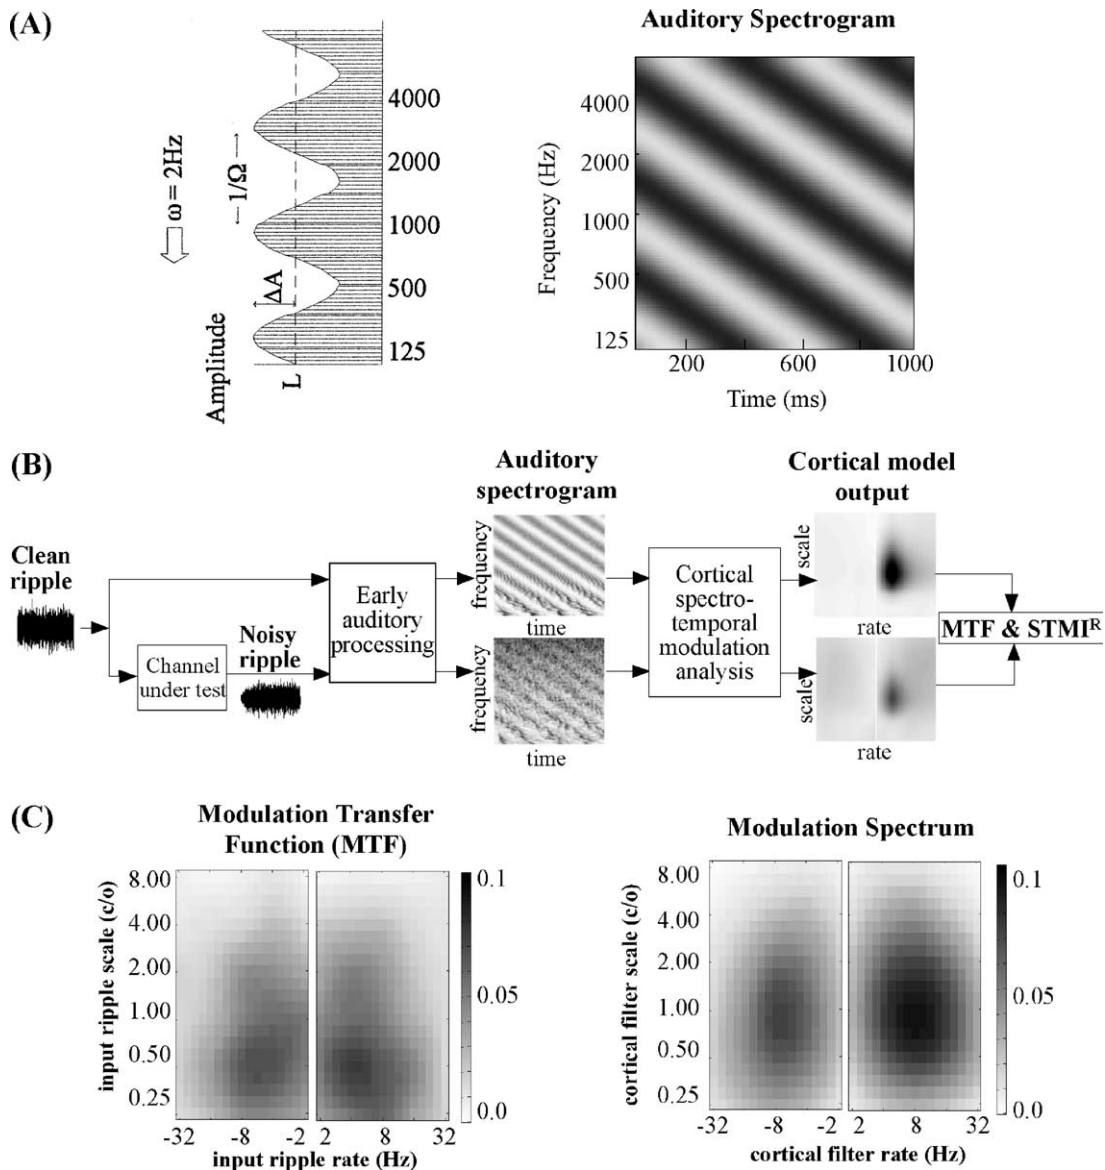 (A)
ω = 2Hz
Amplitude
←1/Ω→
ΔA
L
4000
2000
1000
500
125
Auditory Spectrogram
Frequency (Hz)
4000
2000
1000
500
125
200
600
1000
Time (ms)
(B)
Clean
ripple
Channel
under test
Noisy
ripple
Early
auditory
processing
Auditory
spectrogram
frequency
time
frequency
time
Cortical
spectro-
temporal
modulation
analysis
Cortical model
output
scale
rate
scale
rate
MTF & STMIᴿ
(C)
Modulation Transfer
Function (MTF)
input ripple scale (c/o)
8.00
4.00
2.00
1.00
0.50
0.25
-32 -8 -2 2 8 32
input ripple rate (Hz)
0.1
0.05
0.0
Modulation Spectrum
cortical filter scale (c/o)
8.00
4.00
2.00
1.00
0.50
0.25
-32 -8 -2 2 8 32
cortical filter rate (Hz)
0.1
0.05
0.0